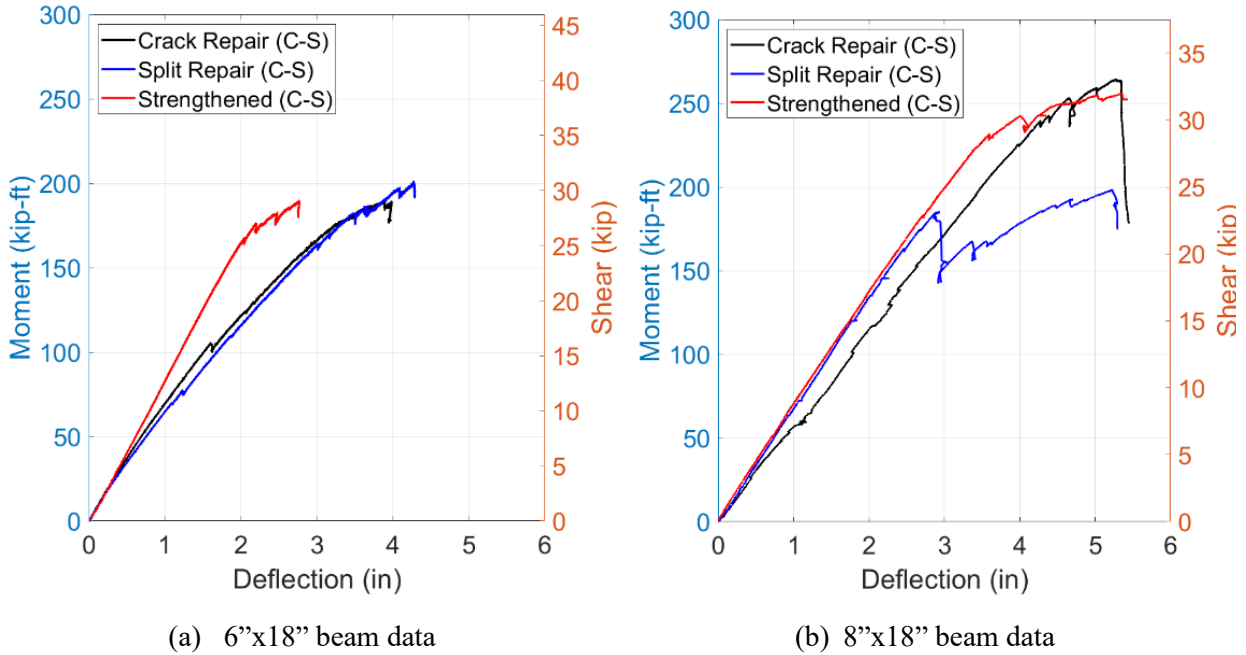 Crack Repair (C-S)
Split Repair (C-S)
Strengthened (C-S)
300
250
200
150
100
50
0
Moment (kip-ft)
45
40
35
30
25
20
15
10
5
0
Shear (kip)
0 1 2 3 4 5 6
Deflection (in)
(a) 6”x18” beam data
Crack Repair (C-S)
Split Repair (C-S)
Strengthened (C-S)
300
250
200
150
100
50
0
Moment (kip-ft)
35
30
25
20
15
10
5
0
Shear (kip)
0 1 2 3 4 5 6
Deflection (in)
(b) 8”x18” beam data